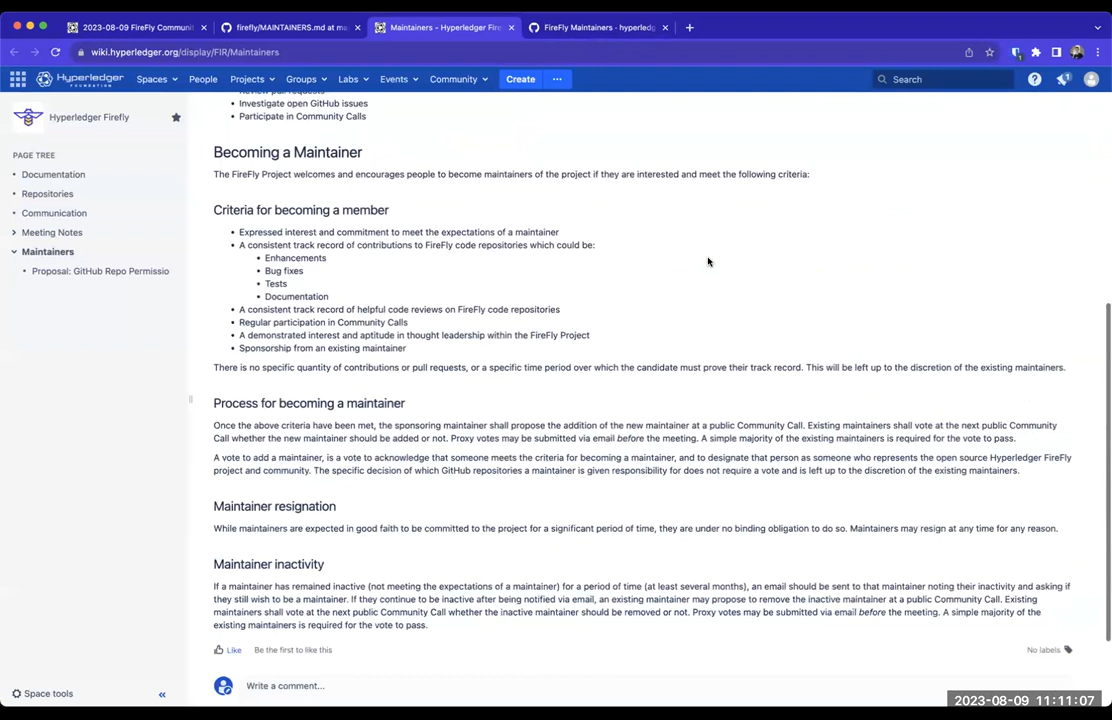 2023-08-09 FireFly Communit
firefly/MAINTAINERS.md at ma
Maintainers - Hyperledger Fire
FireFly Maintainers · hyperledg
wiki.hyperledger.org/display/FIR/Maintainers
HYPERLEDGER FOUNDATION
Spaces
People
Projects
Groups
Labs
Events
Community
Create
Search
Hyperledger Firefly
PAGE TREE
Documentation
Repositories
Communication
Meeting Notes
Maintainers
Proposal: GitHub Repo Permissio
Space tools
Review pull requests
Investigate open GitHub issues
Participate in Community Calls
Becoming a Maintainer
The FireFly Project welcomes and encourages people to become maintainers of the project if they are interested and meet the following criteria:
Criteria for becoming a member
Expressed interest and commitment to meet the expectations of a maintainer
A consistent track record of contributions to FireFly code repositories which could be:
Enhancements
Bug fixes
Tests
Documentation
A consistent track record of helpful code reviews on FireFly code repositories
Regular participation in Community Calls
A demonstrated interest and aptitude in thought leadership within the FireFly Project
Sponsorship from an existing maintainer
There is no specific quantity of contributions or pull requests, or a specific time period over which the candidate must prove their track record. This will be left up to the discretion of the existing maintainers.
Process for becoming a maintainer
Once the above criteria have been met, the sponsoring maintainer shall propose the addition of the new maintainer at a public Community Call. Existing maintainers shall vote at the next public Community
Call whether the new maintainer should be added or not. Proxy votes may be submitted via email before the meeting. A simple majority of the existing maintainers is required for the vote to pass.
A vote to add a maintainer, is a vote to acknowledge that someone meets the criteria for becoming a maintainer, and to designate that person as someone who represents the open source Hyperledger FireFly
project and community. The specific decision of which GitHub repositories a maintainer is given responsibility for does not require a vote and is left up to the discretion of the existing maintainers.
Maintainer resignation
While maintainers are expected in good faith to be committed to the project for a significant period of time, they are under no binding obligation to do so. Maintainers may resign at any time for any reason.
Maintainer inactivity
If a maintainer has remained inactive (not meeting the expectations of a maintainer) for a period of time (at least several months), an email should be sent to that maintainer noting their inactivity and asking if
they still wish to be a maintainer. If they continue to be inactive after being notified via email, an existing maintainer may propose to remove the inactive maintainer at a public Community Call. Existing
maintainers shall vote at the next public Community Call whether the inactive maintainer should be removed or not. Proxy votes may be submitted via email before the meeting. A simple majority of the
existing maintainers is required for the vote to pass.
Like
Be the first to like this
No labels
Write a comment...
2023-08-09 11:11:07